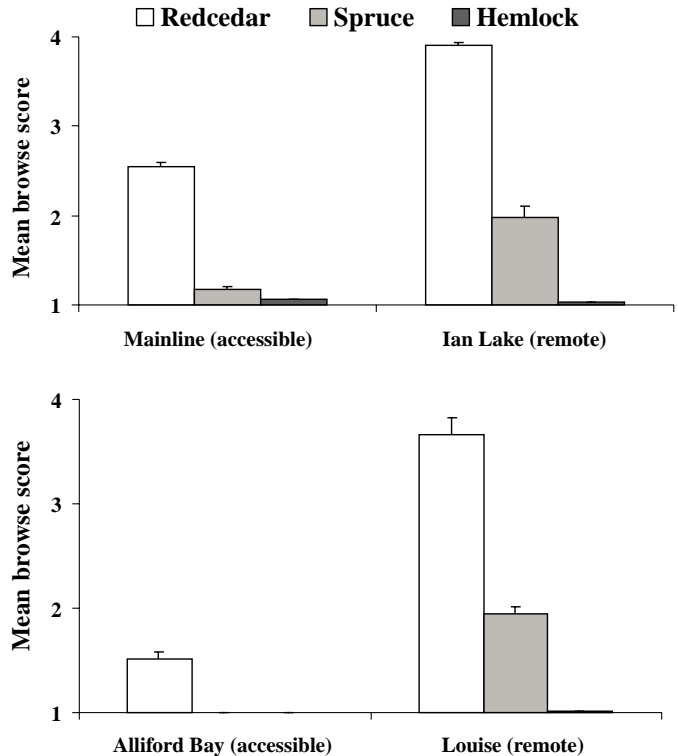 Redcedar Spruce Hemlock
4
3
2
1
Mean browse score
Mainline (accessible) Ian Lake (remote)
4
3
2
1
Mean browse score
Alliford Bay (accessible) Louise (remote)